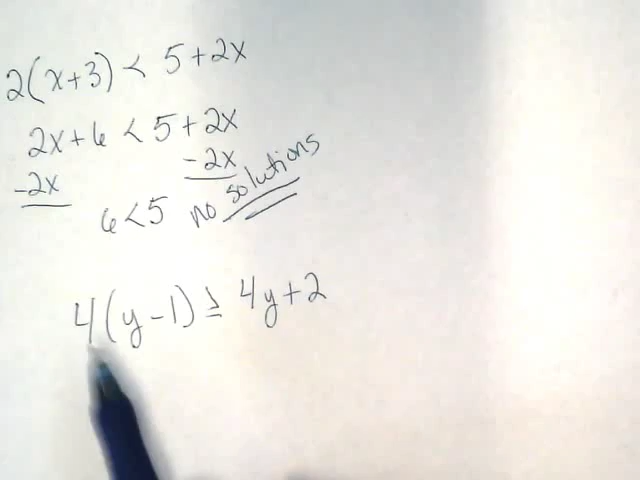 2(x+3) < 5+2x
2x+6 < 5+2x
-2x -2x
6<5 no solutions
4(y-1) ≥ 4y+2